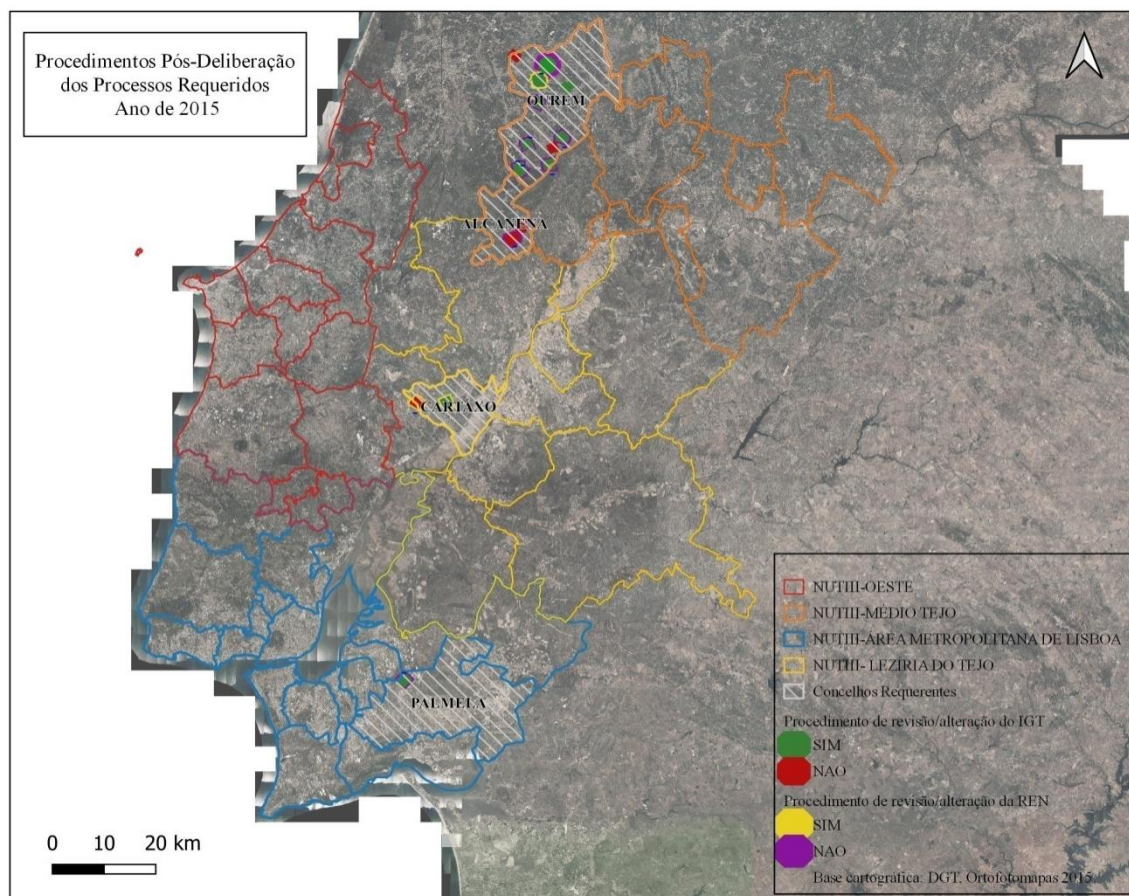 Procedimentos Pós-Deliberação
dos Processos Requeridos
Ano de 2015
OUREM
ALCANENA
CARTAXO
PALMELA
NUTIII-OESTE
NUTIII-MÉDIO TEJO
NUTIII-ÁREA METROPOLITANA DE LISBOA
NUTIII- LEZÍRIA DO TEJO
Concelhos Requerentes
Procedimento de revisão/alteração do IGT
SIM
NAO
Procedimento de revisão/alteração da REN
SIM
NAO
Base cartográfica: DGT, Ortofotomapas 2015.
0 10 20 km